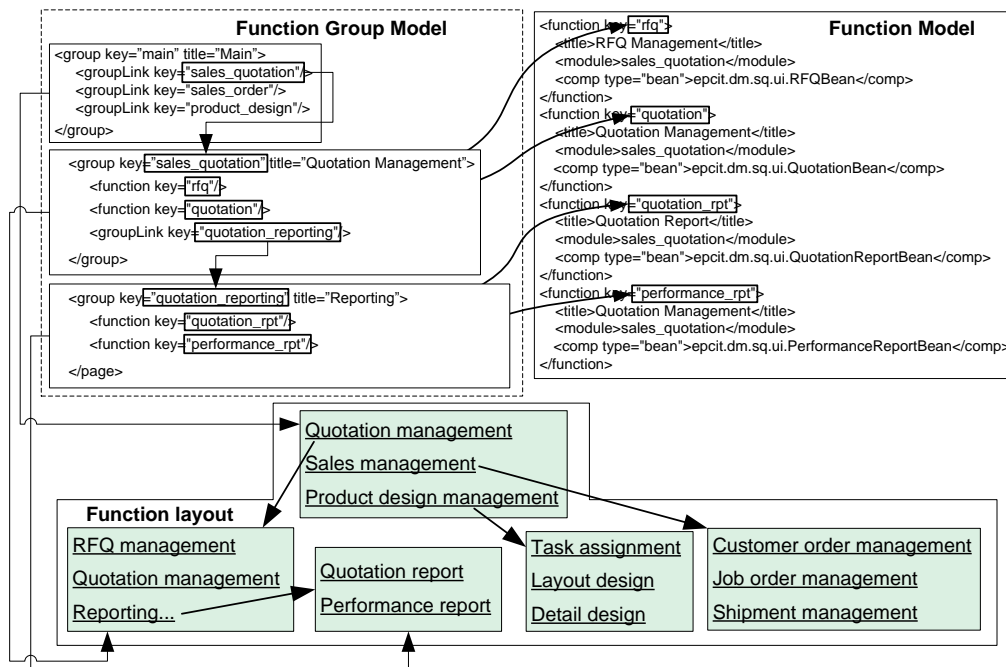 Function Group Model
<group key="main" title="Main">
<groupLink key="sales_quotation"/>
<groupLink key="sales_order"/>
<groupLink key="product_design"/>
</group>
<group key="sales_quotation" title="Quotation Management">
<function key="rfq"/>
<function key="quotation"/>
<groupLink key="quotation_reporting"/>
</group>
<group key="quotation_reporting" title="Reporting">
<function key="quotation_rpt"/>
<function key="performance_rpt"/>
</page>
Function Model
<function key="rfq">
<title>RFQ Management</title>
<module>sales_quotation</module>
<comp type="bean">epcit.dm.sq.ui.RFQBean</comp>
</function>
<function key="quotation">
<title>Quotation Management</title>
<module>sales_quotation</module>
<comp type="bean">epcit.dm.sq.ui.QuotationBean</comp>
</function>
<function key="quotation_rpt">
<title>Quotation Report</title>
<module>sales_quotation</module>
<comp type="bean">epcit.dm.sq.ui.QuotationReportBean</comp>
</function>
<function key="performance_rpt">
<title>Quotation Management</title>
<module>sales_quotation</module>
<comp type="bean">epcit.dm.sq.ui.PerformanceReportBean</comp>
</function>
Quotation management
Sales management
Product design management
Function layout
RFQ management
Quotation management
Reporting...
Quotation report
Performance report
Task assignment
Layout design
Detail design
Customer order management
Job order management
Shipment management